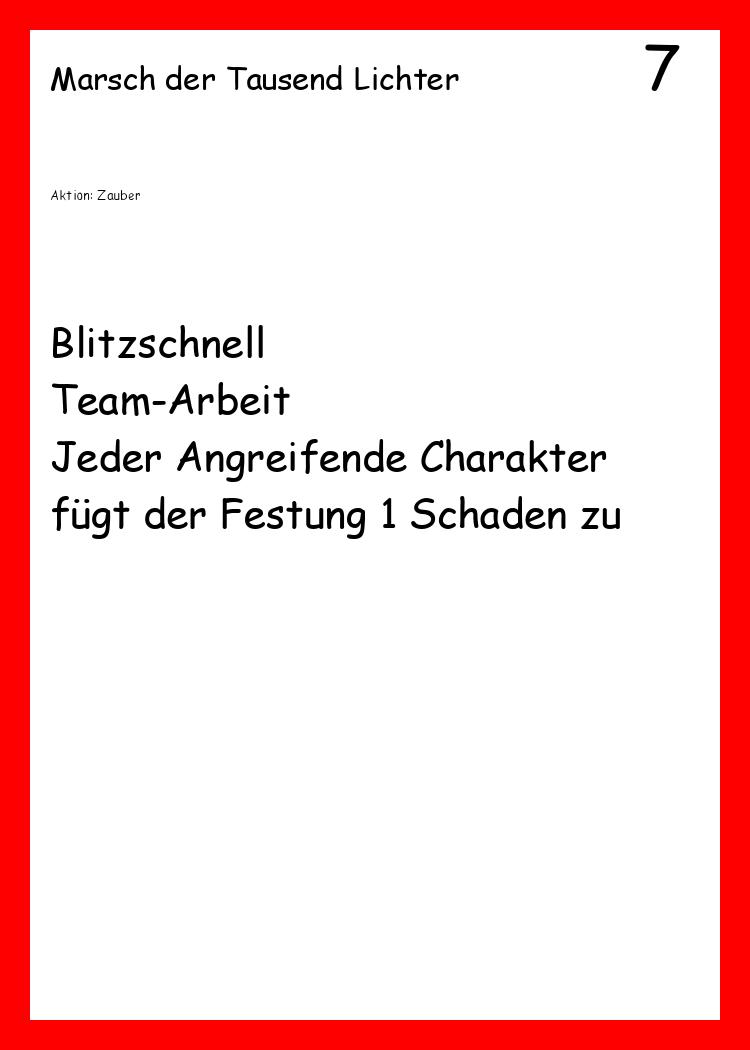 Marsch der Tausend Lichter 7
Aktion: Zauber
Blitzschnell
Team-Arbeit
Jeder Angreifende Charakter
fügt der Festung 1 Schaden zu